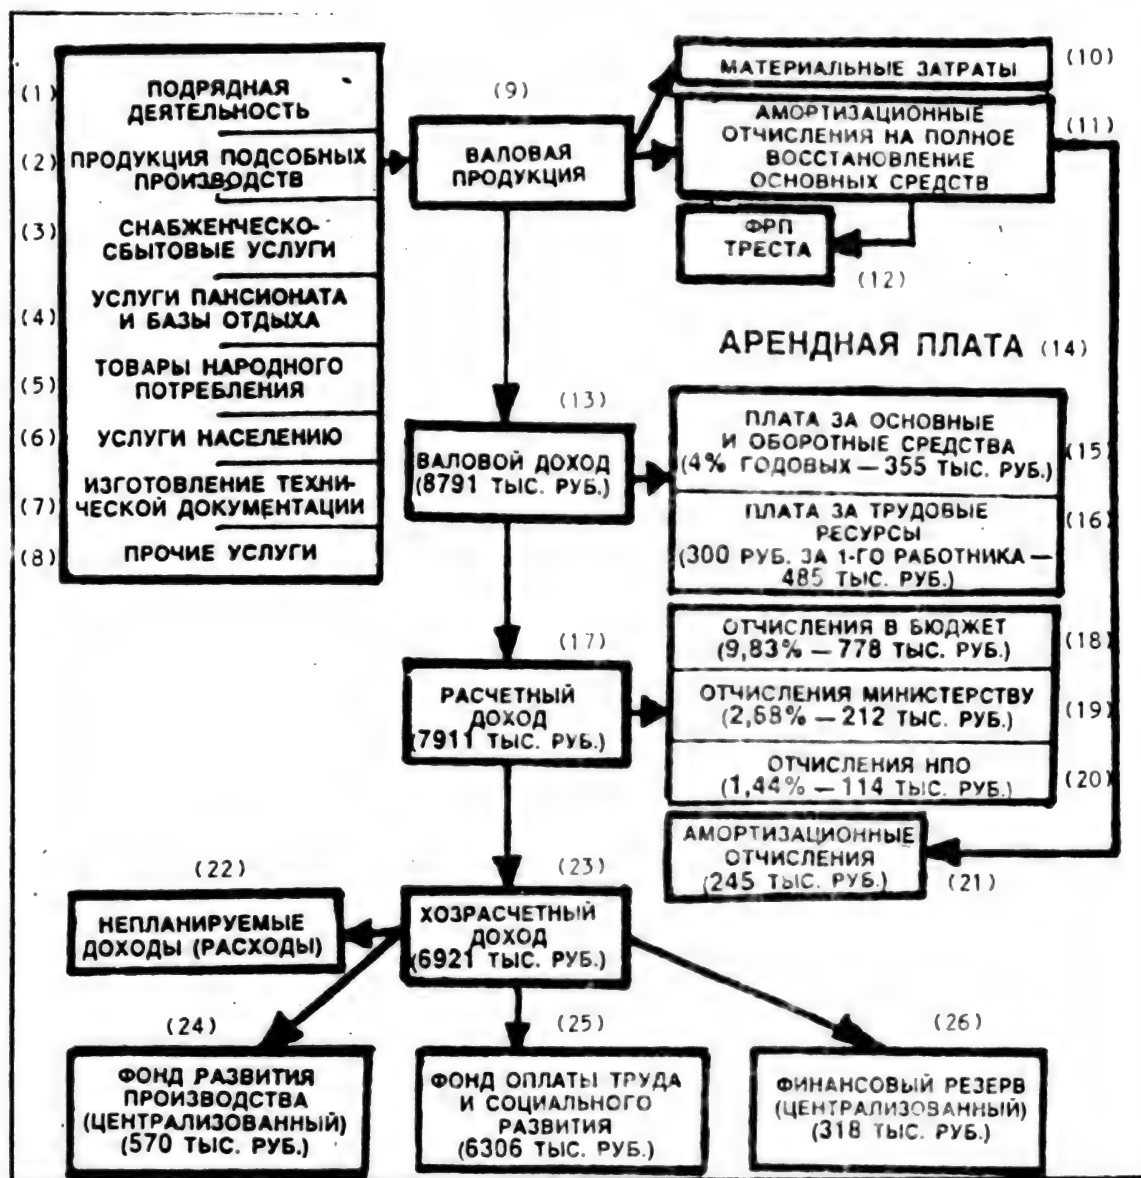 (1)
ПОДРЯДНАЯ
ДЕЯТЕЛЬНОСТЬ
(2)
ПРОДУКЦИЯ ПОДСОБНЫХ
ПРОИЗВОДСТВ
(3)
СНАБЖЕНЧЕСКО-
СБЫТОВЫЕ УСЛУГИ
(4)
УСЛУГИ ПАНСИОНАТА
И БАЗЫ ОТДЫХА
(5)
ТОВАРЫ НАРОДНОГО
ПОТРЕБЛЕНИЯ
(6)
УСЛУГИ НАСЕЛЕНИЮ
(7)
ИЗГОТОВЛЕНИЕ ТЕХНИ-
ЧЕСКОЙ ДОКУМЕНТАЦИИ
(8)
ПРОЧИЕ УСЛУГИ
(9)
ВАЛОВАЯ
ПРОДУКЦИЯ
МАТЕРИАЛЬНЫЕ ЗАТРАТЫ
(10)
АМОРТИЗАЦИОННЫЕ
ОТЧИСЛЕНИЯ НА ПОЛНОЕ
ВОССТАНОВЛЕНИЕ
ОСНОВНЫХ СРЕДСТВ
(11)
ФРП
ТРЕСТА
(12)
АРЕНДНАЯ ПЛАТА (14)
(13)
ВАЛОВОЙ ДОХОД
(8791 ТЫС. РУБ.)
ПЛАТА ЗА ОСНОВНЫЕ
И ОБОРОТНЫЕ СРЕДСТВА
(4% ГОДОВЫХ — 355 ТЫС. РУБ.)
(15)
ПЛАТА ЗА ТРУДОВЫЕ
РЕСУРСЫ
(300 РУБ. ЗА 1-ГО РАБОТНИКА —
485 ТЫС. РУБ.)
(16)
(17)
РАСЧЕТНЫЙ
ДОХОД
(7911 ТЫС. РУБ.)
ОТЧИСЛЕНИЯ В БЮДЖЕТ
(9,83% — 778 ТЫС. РУБ.)
(18)
ОТЧИСЛЕНИЯ МИНИСТЕРСТВУ
(2,68% — 212 ТЫС. РУБ.)
(19)
ОТЧИСЛЕНИЯ НПО
(1,44% — 114 ТЫС. РУБ.)
(20)
АМОРТИЗАЦИОННЫЕ
ОТЧИСЛЕНИЯ
(245 ТЫС. РУБ.)
(21)
(22)
НЕПЛАНИРУЕМЫЕ
ДОХОДЫ (РАСХОДЫ)
(23)
ХОЗРАСЧЕТНЫЙ
ДОХОД
(6921 ТЫС. РУБ.)
(24)
ФОНД РАЗВИТИЯ
ПРОИЗВОДСТВА
(ЦЕНТРАЛИЗОВАННЫЙ)
(570 ТЫС. РУБ.)
(25)
ФОНД ОПЛАТЫ ТРУДА
И СОЦИАЛЬНОГО
РАЗВИТИЯ
(6306 ТЫС. РУБ.)
(26)
ФИНАНСОВЫЙ РЕЗЕРВ
(ЦЕНТРАЛИЗОВАННЫЙ)
(318 ТЫС. РУБ.)